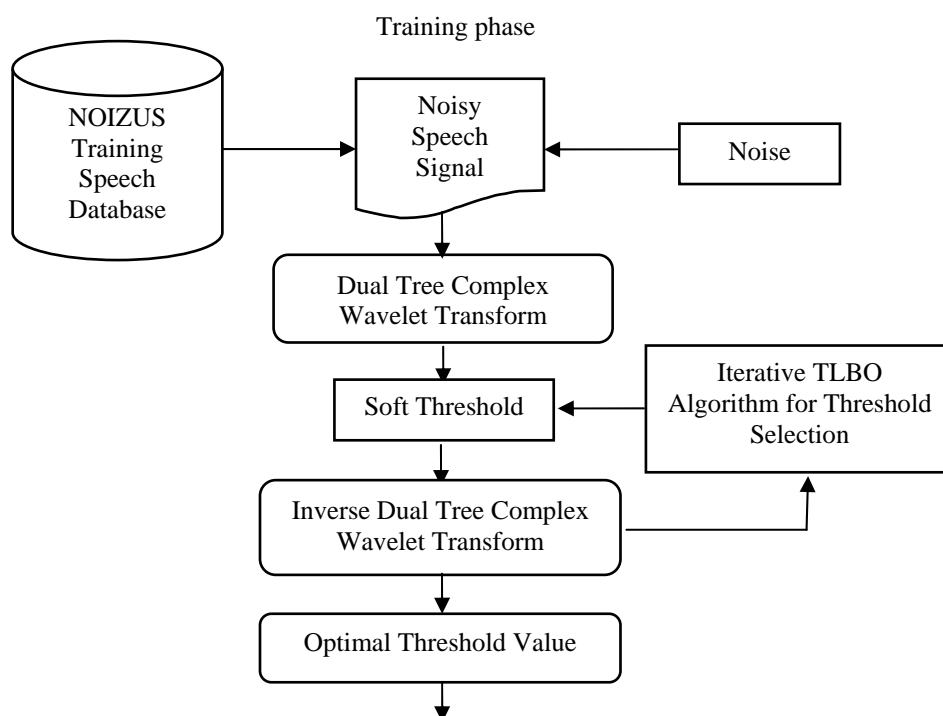 Training phase
NOIZUS
Training
Speech
Database
Noisy
Speech
Signal
Noise
Dual Tree Complex
Wavelet Transform
Soft Threshold
Iterative TLBO
Algorithm for Threshold
Selection
Inverse Dual Tree Complex
Wavelet Transform
Optimal Threshold Value